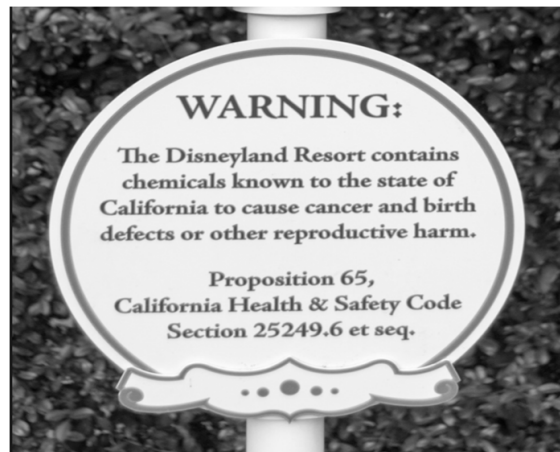 WARNING:
The Disneyland Resort contains
chemicals known to the state of
California to cause cancer and birth
defects or other reproductive harm.
Proposition 65,
California Health & Safety Code
Section 25249.6 et seq.